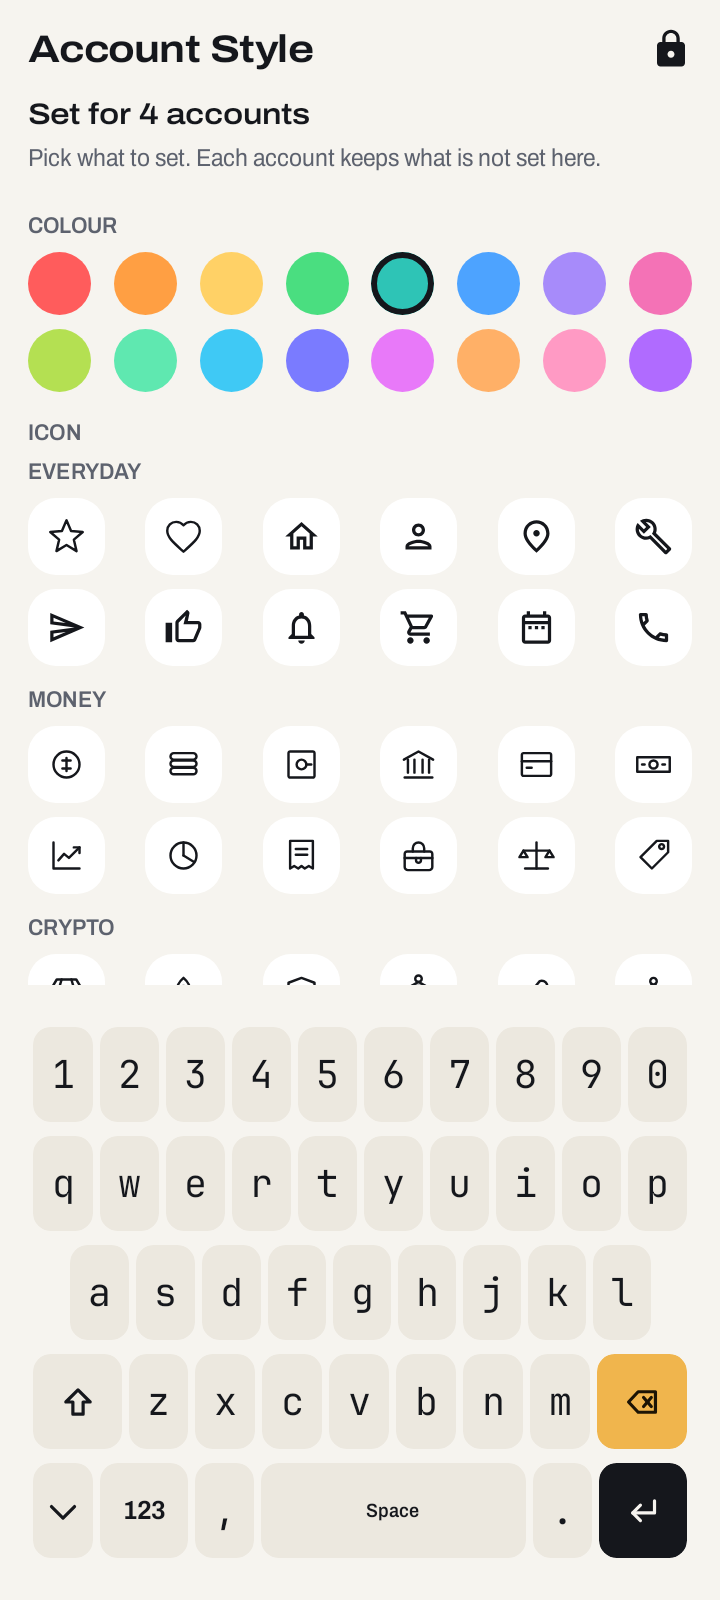 Account Style
Set for 4 accounts
Pick what to set. Each account keeps what is not set here.
COLOUR
ICON
EVERYDAY
MONEY
CRYPTO
1 2 3 4 5 6 7 8 9 0
q w e r t y u i o p
a s d f g h j k l
z x c v b n m
123 , Space .